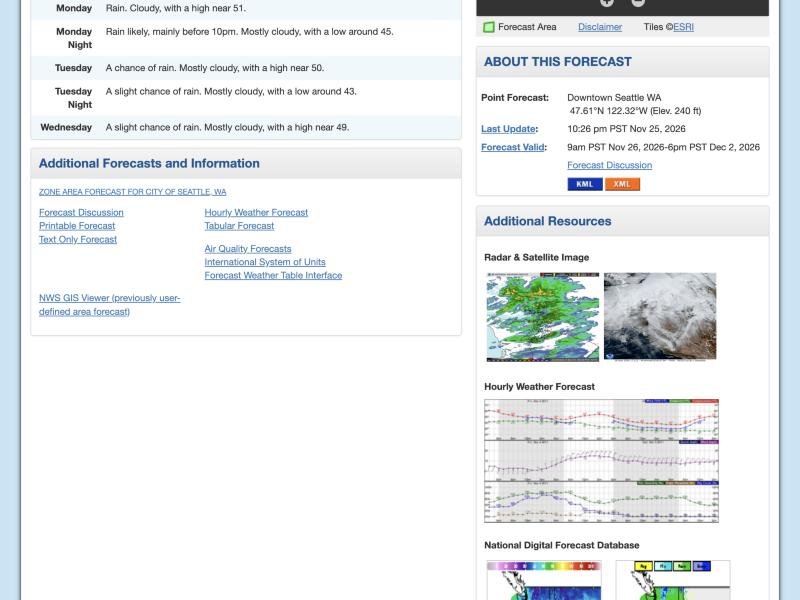 Monday Rain. Cloudy, with a high near 51.
Monday Night Rain likely, mainly before 10pm. Mostly cloudy, with a low around 45.
Tuesday A chance of rain. Mostly cloudy, with a high near 50.
Tuesday Night A slight chance of rain. Mostly cloudy, with a low around 43.
Wednesday A slight chance of rain. Mostly cloudy, with a high near 49.
Additional Forecasts and Information
ZONE AREA FORECAST FOR CITY OF SEATTLE, WA
Forecast Discussion
Printable Forecast
Text Only Forecast
Hourly Weather Forecast
Tabular Forecast
Air Quality Forecasts
International System of Units
Forecast Weather Table Interface
NWS GIS Viewer (previously user-
defined area forecast)
Forecast Area Disclaimer Tiles ©ESRI
ABOUT THIS FORECAST
Point Forecast: Downtown Seattle WA
47.61°N 122.32°W (Elev. 240 ft)
Last Update: 10:26 pm PST Nov 25, 2026
Forecast Valid: 9am PST Nov 26, 2026-6pm PST Dec 2, 2026
Forecast Discussion
KML XML
Additional Resources
Radar & Satellite Image
Hourly Weather Forecast
National Digital Forecast Database